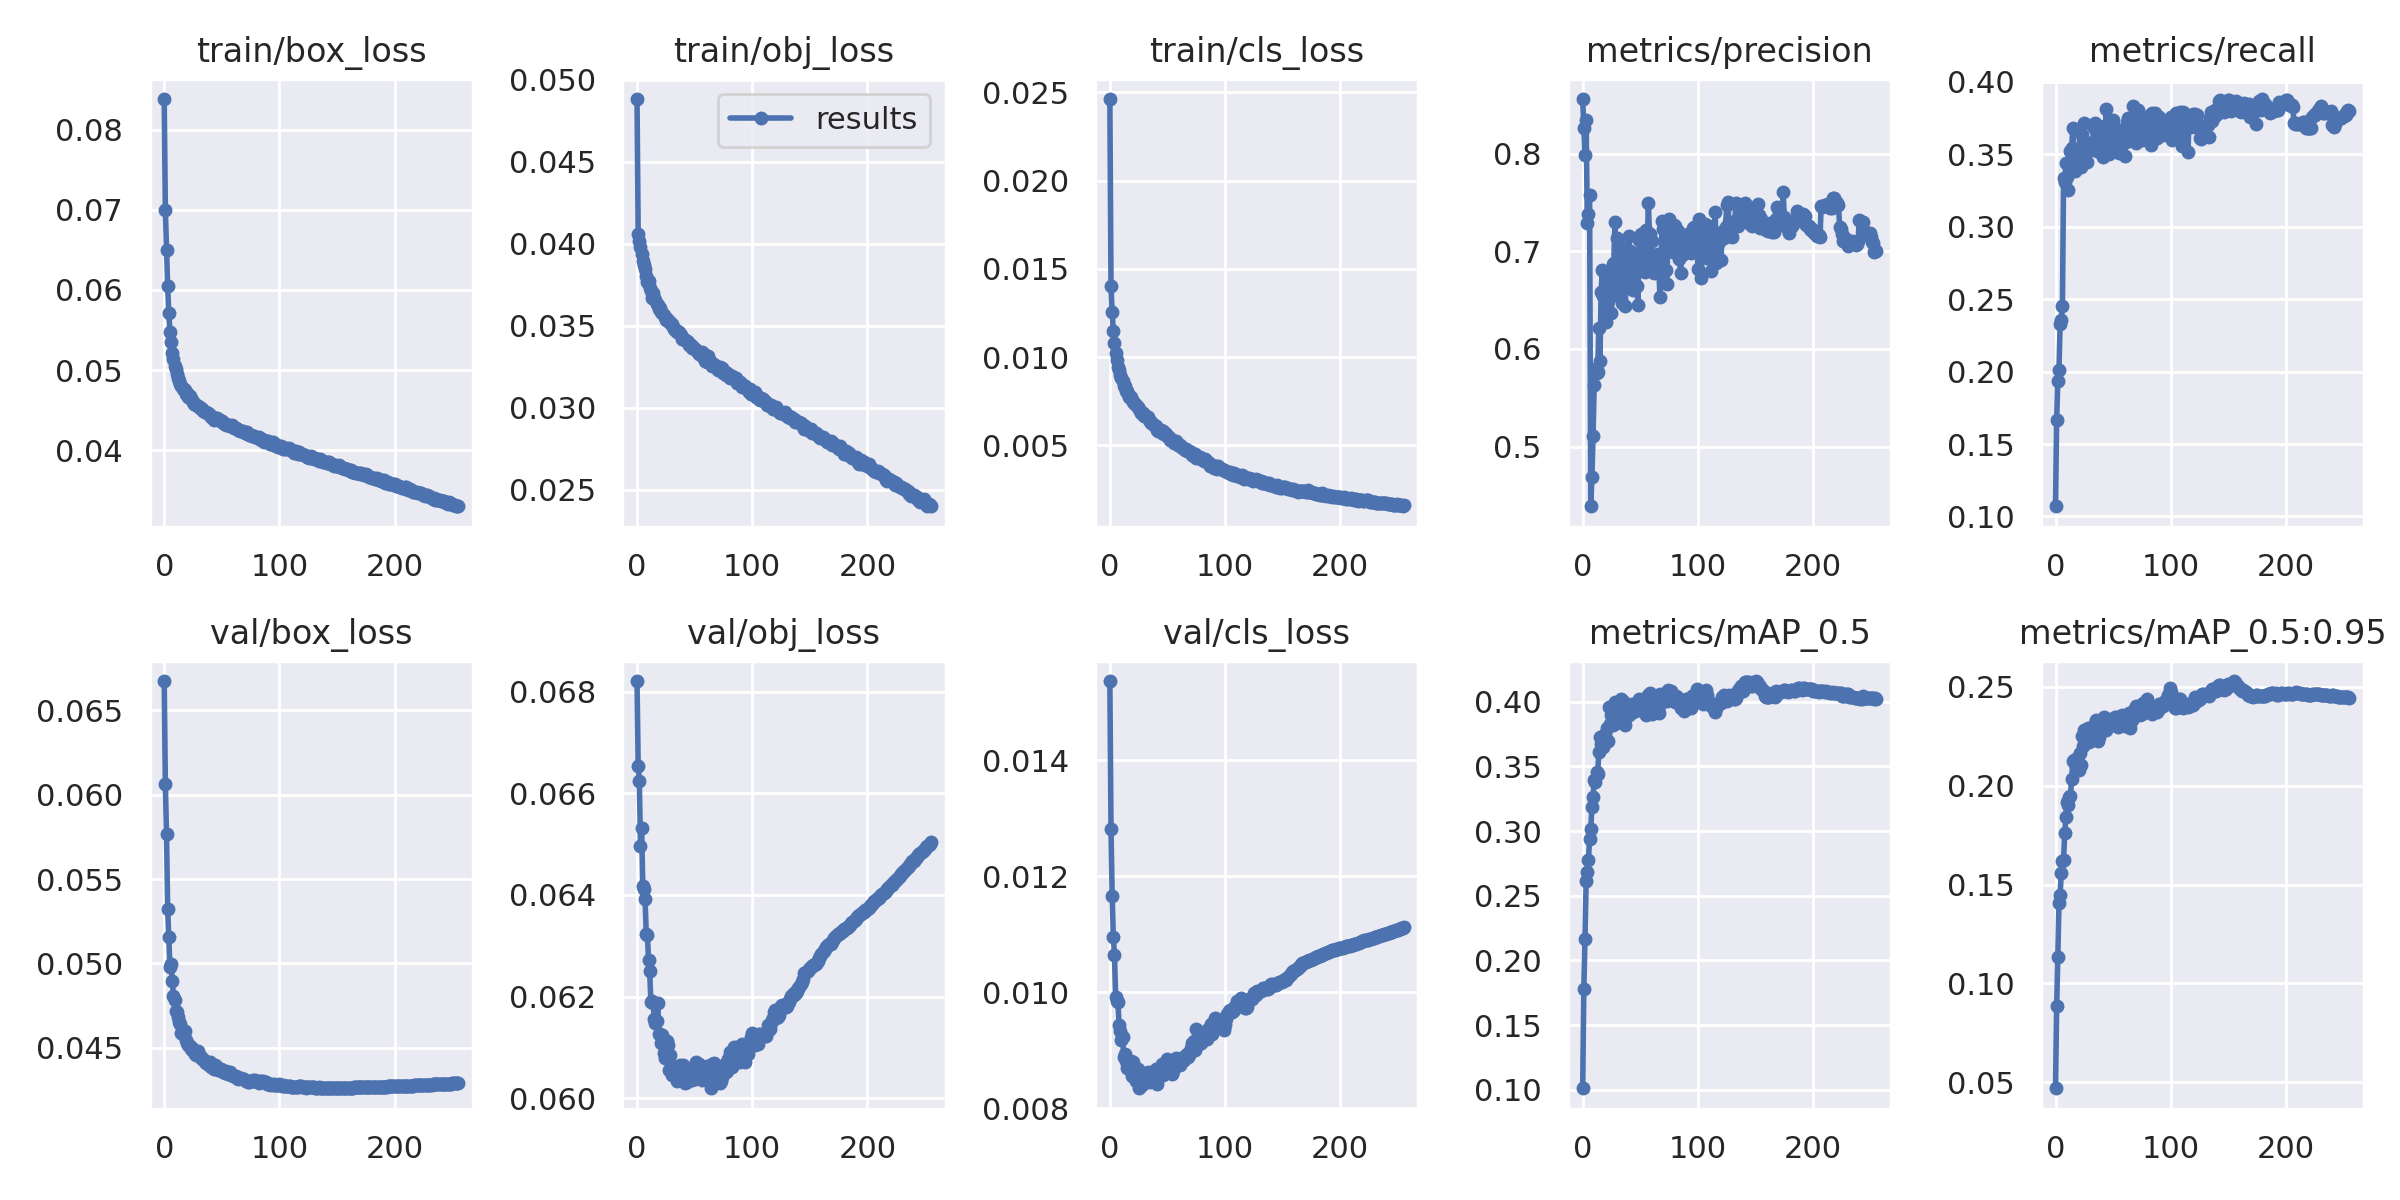 train/box_loss
0.08
0.07
0.06
0.05
0.04
0 100 200
train/obj_loss
results
0.050
0.045
0.040
0.035
0.030
0.025
0 100 200
train/cls_loss
0.025
0.020
0.015
0.010
0.005
0 100 200
metrics/precision
0.8
0.7
0.6
0.5
0 100 200
metrics/recall
0.40
0.35
0.30
0.25
0.20
0.15
0.10
0 100 200
val/box_loss
0.065
0.060
0.055
0.050
0.045
0 100 200
val/obj_loss
0.068
0.066
0.064
0.062
0.060
0 100 200
val/cls_loss
0.014
0.012
0.010
0.008
0 100 200
metrics/mAP_0.5
0.40
0.35
0.30
0.25
0.20
0.15
0.10
0 100 200
metrics/mAP_0.5:0.95
0.25
0.20
0.15
0.10
0.05
0 100 200